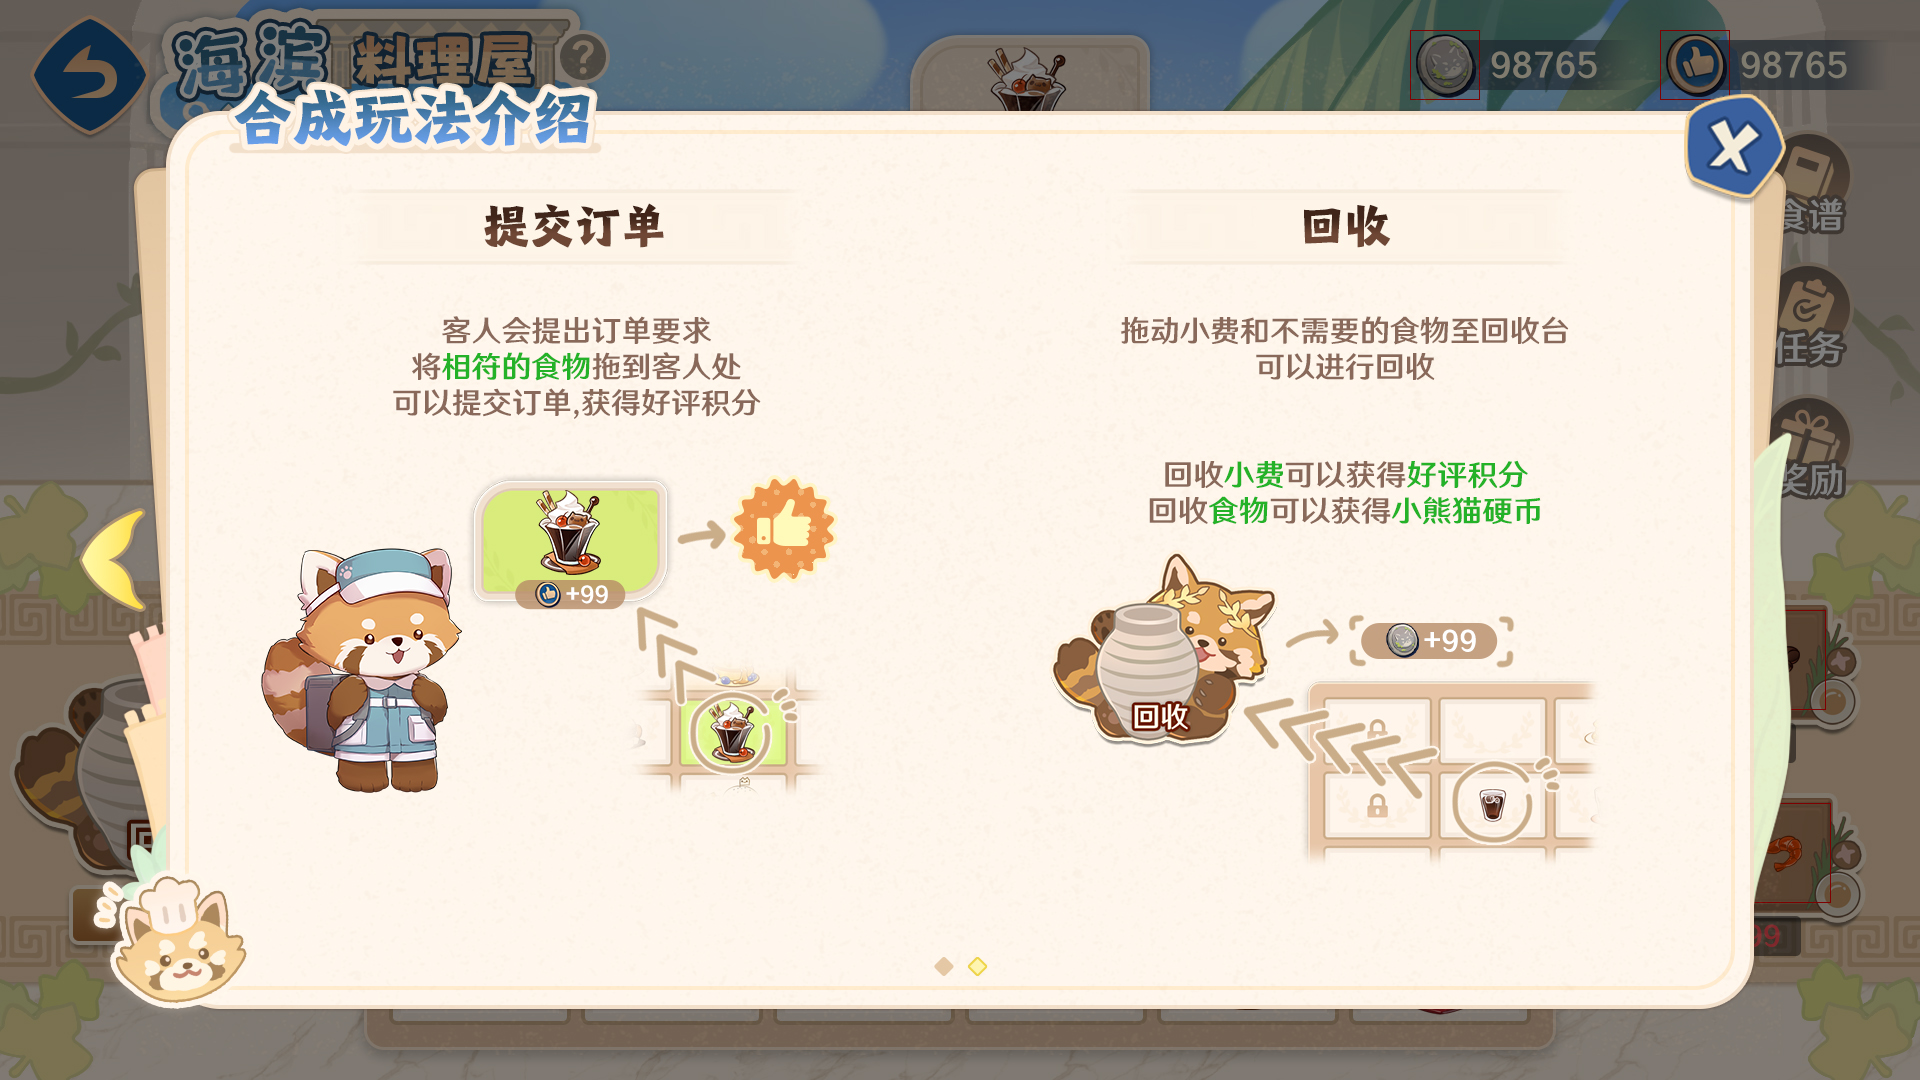 海滨料理屋
?
98765
98765
合成玩法介绍
X
食谱
任务
奖励
提交订单
客人会提出订单要求
将相符的食物拖到客人处
可以提交订单,获得好评积分
+99
回收
拖动小费和不需要的食物至回收台
可以进行回收
回收小费可以获得好评积分
回收食物可以获得小熊猫硬币
+99
回收
99